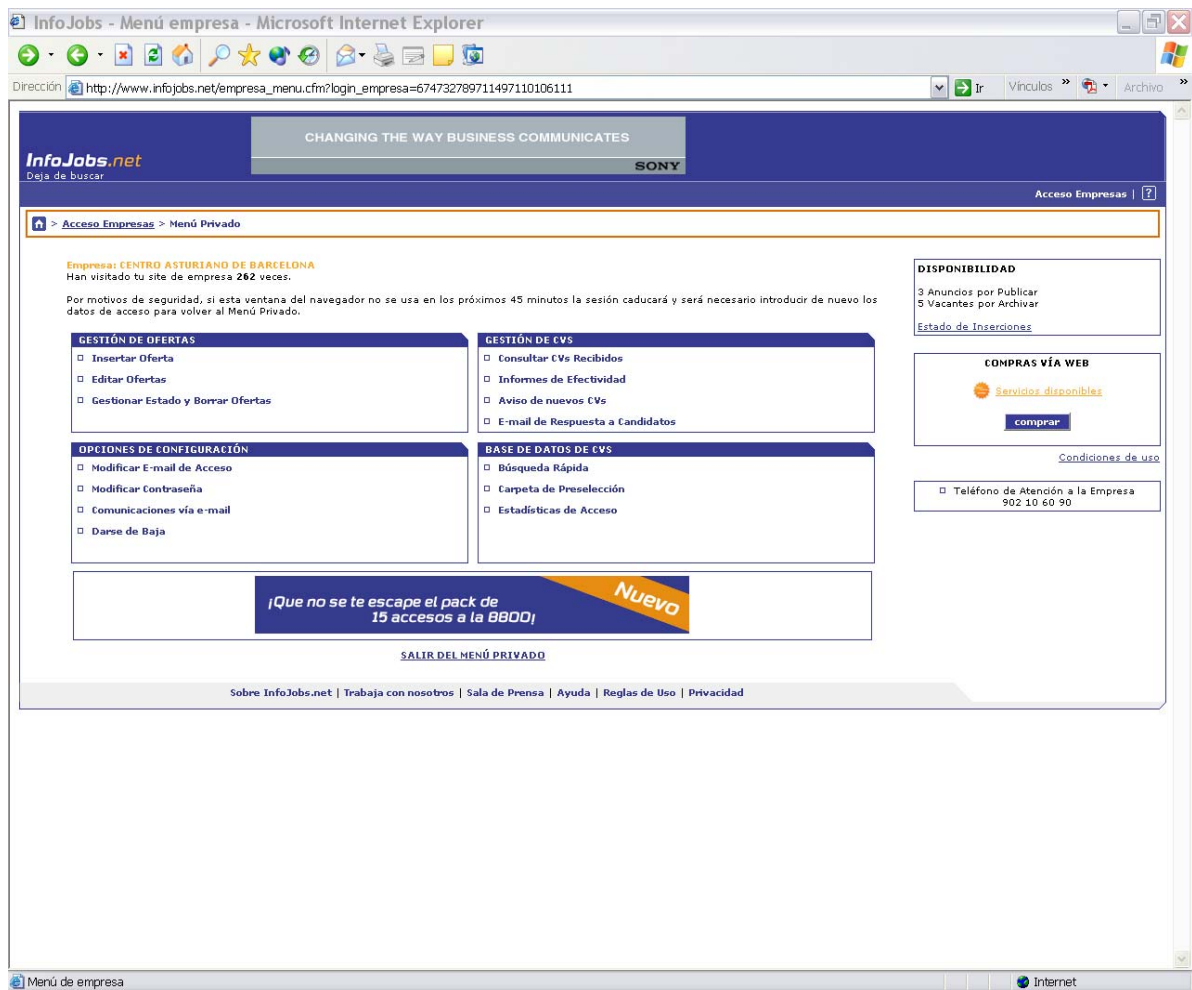 InfoJobs - Menú empresa - Microsoft Internet Explorer
Dirección http://www.infojobs.net/empresa_menu.cfm?login_empresa=674732789711497110106111 Ir Vínculos » Archivo »
CHANGING THE WAY BUSINESS COMMUNICATES
SONY
InfoJobs.net
Deja de buscar
Acceso Empresas | ?
> Acceso Empresas > Menú Privado
Empresa: CENTRO ASTURIANO DE BARCELONA
Han visitado tu site de empresa 262 veces.
Por motivos de seguridad, si esta ventana del navegador no se usa en los próximos 45 minutos la sesión caducará y será necesario introducir de nuevo los
datos de acceso para volver al Menú Privado.
GESTIÓN DE OFERTAS
Insertar Oferta
Editar Ofertas
Gestionar Estado y Borrar Ofertas
GESTIÓN DE CVS
Consultar CVs Recibidos
Informes de Efectividad
Aviso de nuevos CVs
E-mail de Respuesta a Candidatos
OPCIONES DE CONFIGURACIÓN
Modificar E-mail de Acceso
Modificar Contraseña
Comunicaciones vía e-mail
Darse de Baja
BASE DE DATOS DE CVS
Búsqueda Rápida
Carpeta de Preselección
Estadísticas de Acceso
DISPONIBILIDAD
3 Anuncios por Publicar
5 Vacantes por Archivar
Estado de Inserciones
COMPRAS VÍA WEB
Servicios disponibles
comprar
Condiciones de uso
Teléfono de Atención a la Empresa
902 10 60 90
¡Que no se te escape el pack de
15 accesos a la BBDD¡
Nuevo
SALIR DEL MENÚ PRIVADO
Sobre InfoJobs.net | Trabaja con nosotros | Sala de Prensa | Ayuda | Reglas de Uso | Privacidad
Menú de empresa
Internet